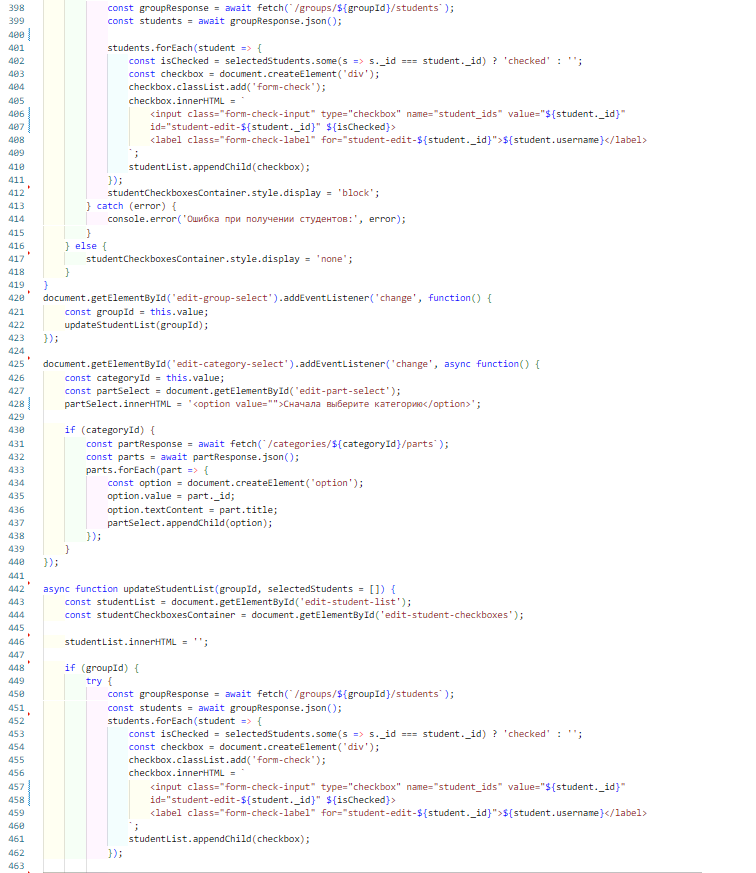 398 const groupResponse = await fetch(`/groups/${groupId}/students`);
399 const students = await groupResponse.json();
400
401 students.forEach(student => {
402 const isChecked = selectedStudents.some(s => s._id === student._id) ? 'checked' : '';
403 const checkbox = document.createElement('div');
404 checkbox.classList.add('form-check');
405 checkbox.innerHTML = `
406 <input class="form-check-input" type="checkbox" name="student_ids" value="${student._id}"
407 id="student-edit-${student._id}" ${isChecked}>
408 <label class="form-check-label" for="student-edit-${student._id}">${student.username}</label>
409 `;
410 studentList.appendChild(checkbox);
411 });
412 studentCheckboxesContainer.style.display = 'block';
413 } catch (error) {
414 console.error('Ошибка при получении студентов:', error);
415 }
416 } else {
417 studentCheckboxesContainer.style.display = 'none';
418 }
419 }
420 document.getElementById('edit-group-select').addEventListener('change', function() {
421 const groupId = this.value;
422 updateStudentList(groupId);
423 });
424
425 document.getElementById('edit-category-select').addEventListener('change', async function() {
426 const categoryId = this.value;
427 const partSelect = document.getElementById('edit-part-select');
428 partSelect.innerHTML = '<option value="">Сначала выберите категорию</option>';
429
430 if (categoryId) {
431 const partResponse = await fetch(`/categories/${categoryId}/parts`);
432 const parts = await partResponse.json();
433 parts.forEach(part => {
434 const option = document.createElement('option');
435 option.value = part._id;
436 option.textContent = part.title;
437 partSelect.appendChild(option);
438 });
439 }
440 });
441
442 async function updateStudentList(groupId, selectedStudents = []) {
443 const studentList = document.getElementById('edit-student-list');
444 const studentCheckboxesContainer = document.getElementById('edit-student-checkboxes');
445
446 studentList.innerHTML = '';
447
448 if (groupId) {
449 try {
450 const groupResponse = await fetch(`/groups/${groupId}/students`);
451 const students = await groupResponse.json();
452 students.forEach(student => {
453 const isChecked = selectedStudents.some(s => s._id === student._id) ? 'checked' : '';
454 const checkbox = document.createElement('div');
455 checkbox.classList.add('form-check');
456 checkbox.innerHTML = `
457 <input class="form-check-input" type="checkbox" name="student_ids" value="${student._id}"
458 id="student-edit-${student._id}" ${isChecked}>
459 <label class="form-check-label" for="student-edit-${student._id}">${student.username}</label>
460 `;
461 studentList.appendChild(checkbox);
462 });
463